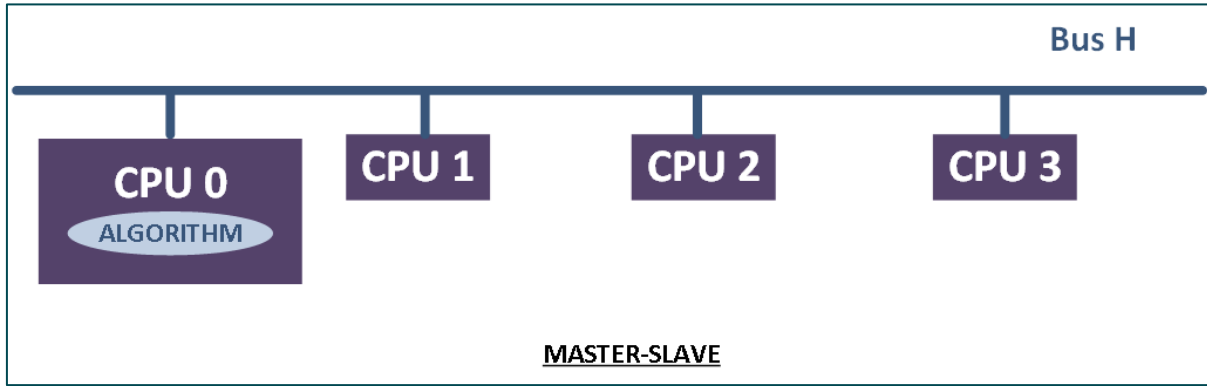 Bus H
CPU 0
ALGORITHM
CPU 1
CPU 2
CPU 3
MASTER-SLAVE